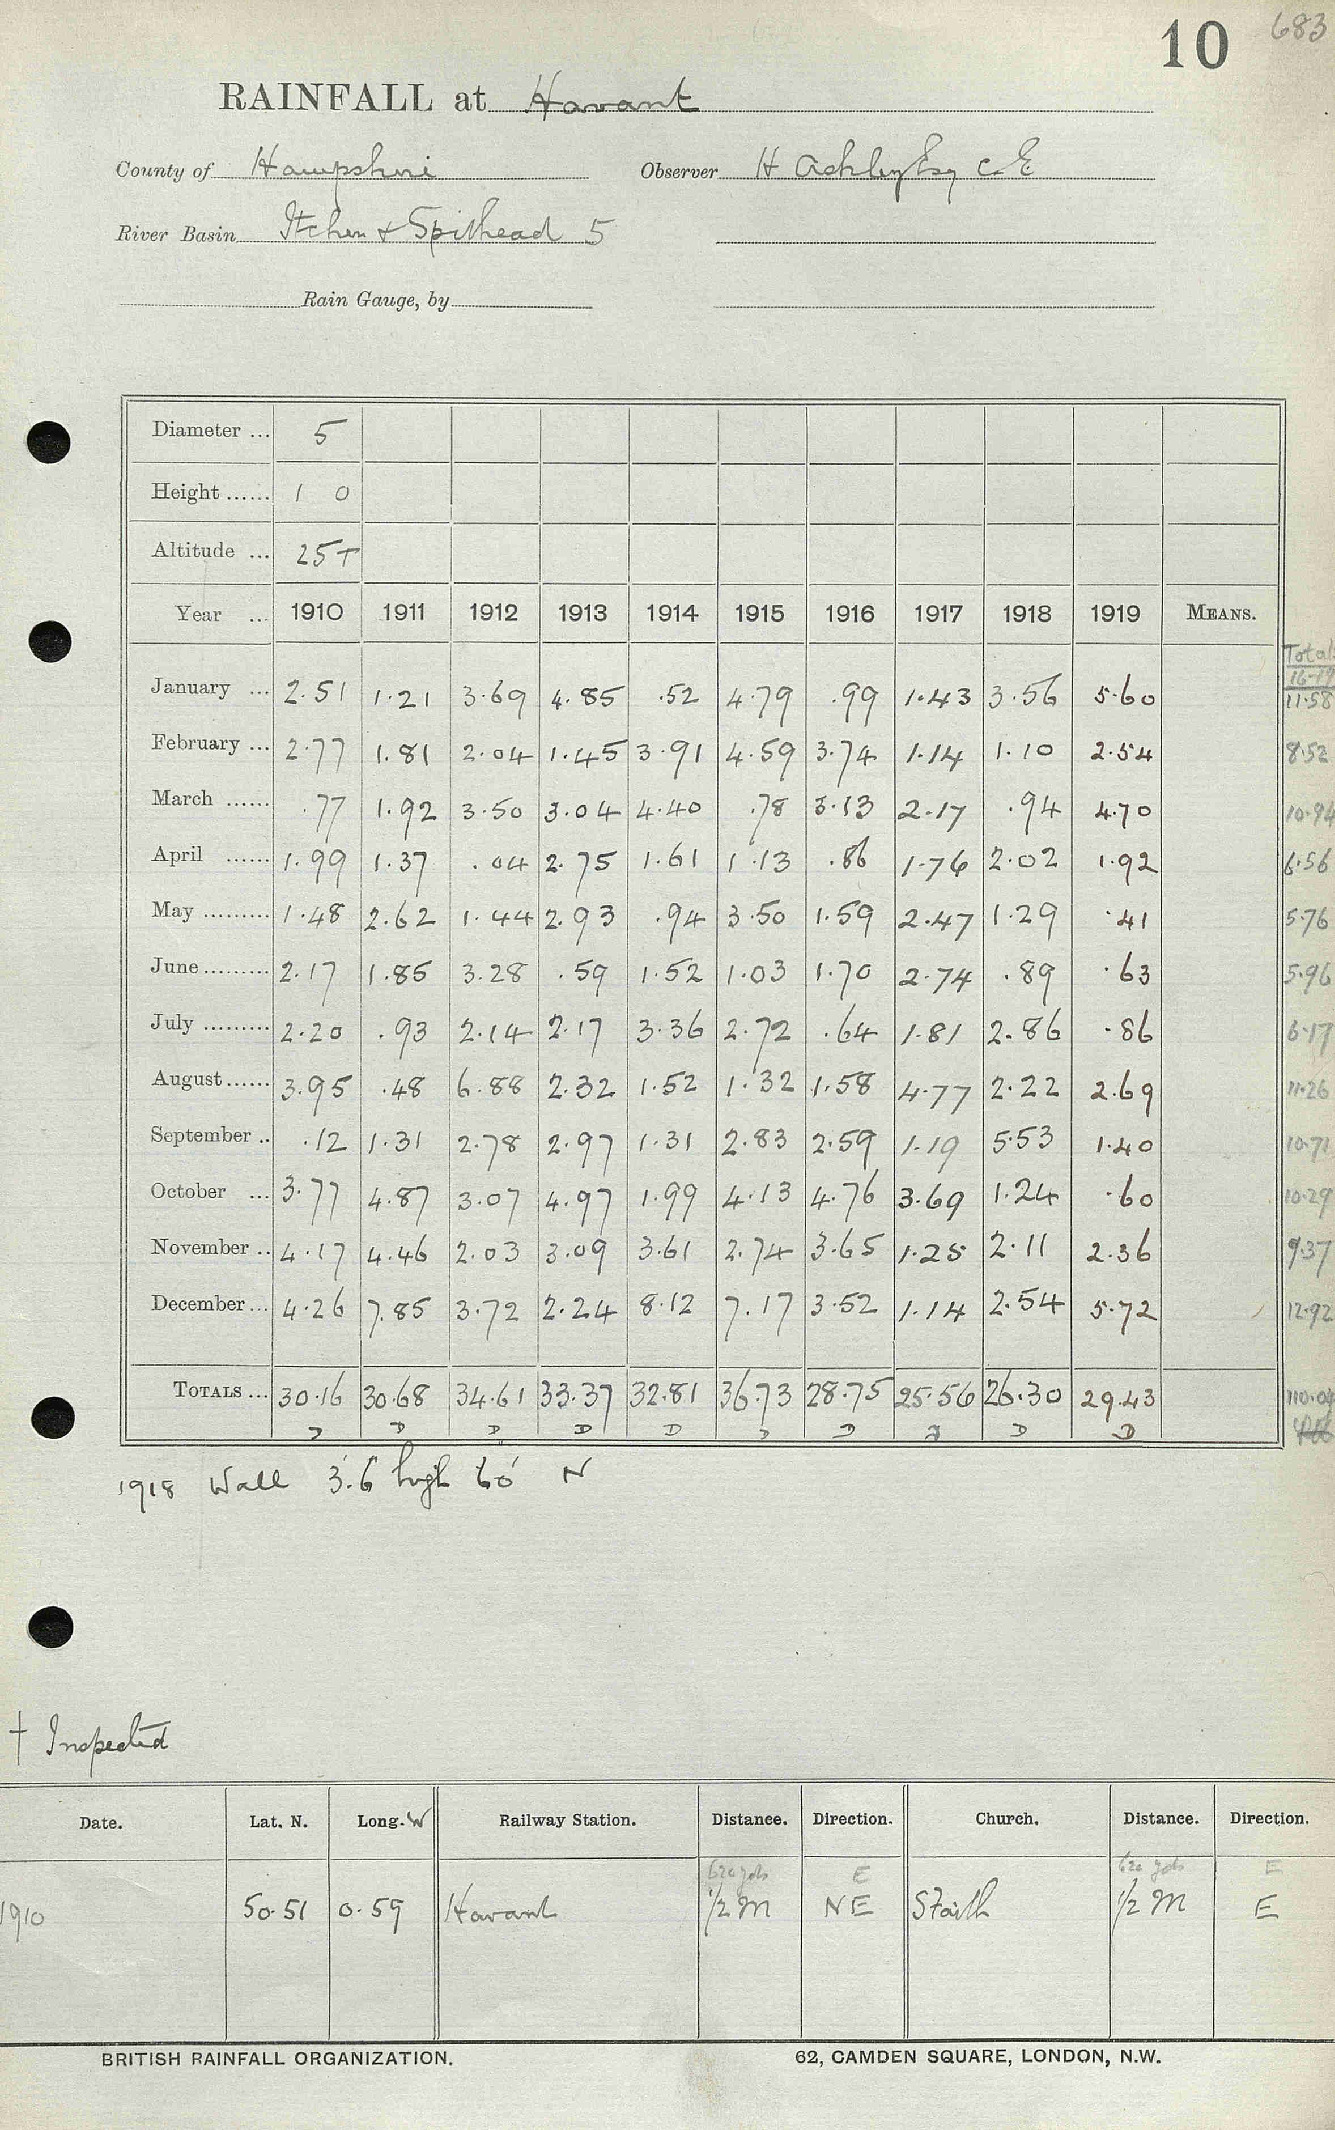 10 683
RAINFALL at Havant
County of Hampshire Observer H Ashley Esq C.E
River Basin Itchen & Spithead 5
Rain Gauge, by
Diameter ... 5
Height ...... 1 0
Altitude ... 25+
Year ... 1910 1911 1912 1913 1914 1915 1916 1917 1918 1919 MEANS.
Total
16-19
January ... 2.51 1.21 3.69 4.85 .52 4.79 .99 1.43 3.56 5.60 11.58
February ... 2.77 1.81 2.04 1.45 3.91 4.59 3.74 1.14 1.10 2.54 8.52
March ...... .77 1.92 3.50 3.04 4.40 .78 3.13 2.17 .94 4.70 10.94
April ...... 1.99 1.37 .04 2.75 1.61 1.13 .86 1.76 2.02 1.92 6.56
May ......... 1.48 2.62 1.44 2.93 .94 3.50 1.59 2.47 1.29 .41 5.76
June ......... 2.17 1.85 3.28 .59 1.52 1.03 1.70 2.74 .89 .63 5.96
July ......... 2.20 .93 2.14 2.17 3.36 2.72 .64 1.81 2.86 .86 6.17
August ...... 3.95 .48 6.88 2.32 1.52 1.32 1.58 4.77 2.22 2.69 11.26
September .. .12 1.31 2.78 2.97 1.31 2.83 2.59 1.19 5.53 1.40 10.71
October ... 3.77 4.87 3.07 4.97 1.99 4.13 4.76 3.69 1.24 .60 10.29
November .. 4.17 4.46 2.03 3.09 3.61 2.74 3.65 1.25 2.11 2.36 9.37
December ... 4.26 7.85 3.72 2.24 8.12 7.17 3.52 1.14 2.54 5.72 12.92
TOTALS ... 30.16 30.68 34.61 33.37 32.81 36.73 28.75 25.56 26.30 29.43 110.04
D D D D D D D D D D
1918 Wall 3'.6" high 60' N
† Inspected
Date. Lat. N. Long. W Railway Station. Distance. Direction. Church. Distance. Direction.
620 yds E 620 yds E
1910 50.51 0.59 Havant 1/2 M NE SFaith 1/2 M E
BRITISH RAINFALL ORGANIZATION. 62, CAMDEN SQUARE, LONDON, N.W.